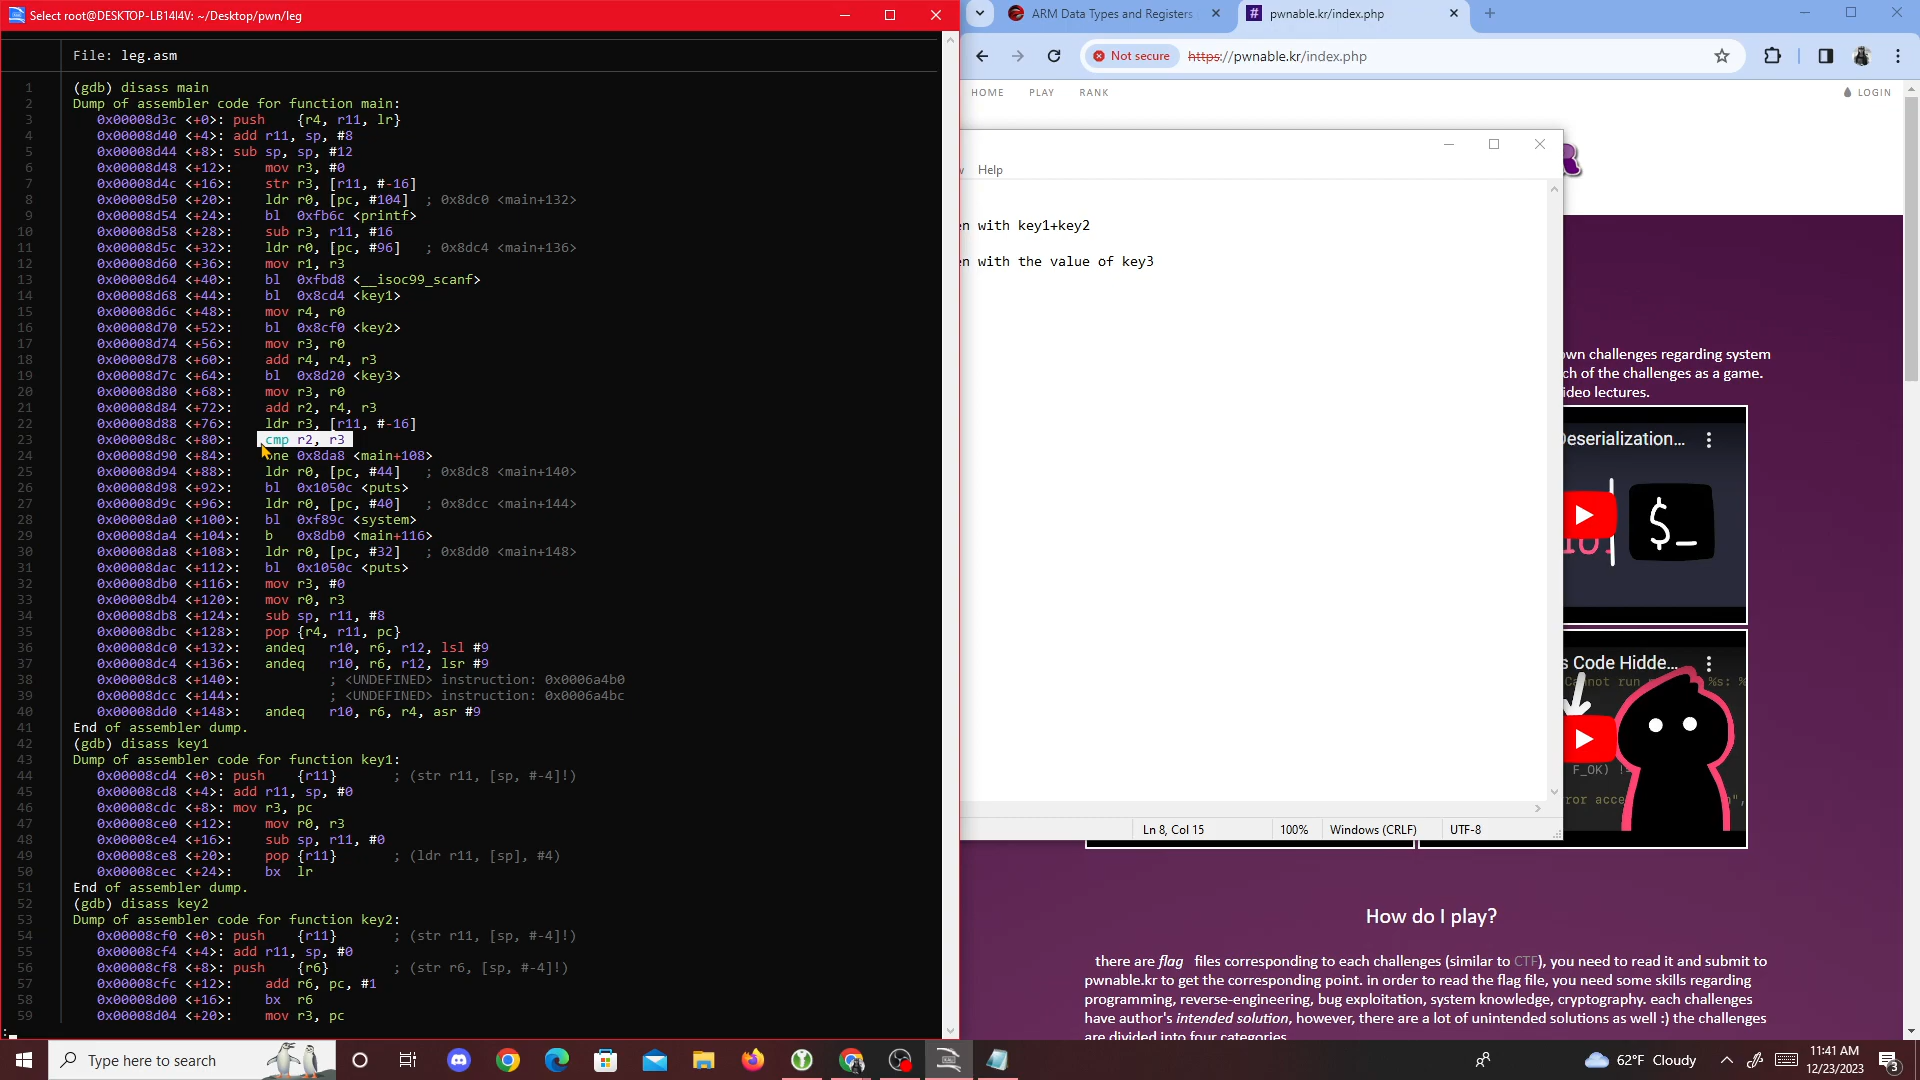 Select root@DESKTOP-LB14I4V: ~/Desktop/pwn/leg
File: leg.asm
1 (gdb) disass main
2 Dump of assembler code for function main:
3 0x00008d3c <+0>: push {r4, r11, lr}
4 0x00008d40 <+4>: add r11, sp, #8
5 0x00008d44 <+8>: sub sp, sp, #12
6 0x00008d48 <+12>: mov r3, #0
7 0x00008d4c <+16>: str r3, [r11, #-16]
8 0x00008d50 <+20>: ldr r0, [pc, #104] ; 0x8dc0 <main+132>
9 0x00008d54 <+24>: bl 0xfb6c <printf>
10 0x00008d58 <+28>: sub r3, r11, #16
11 0x00008d5c <+32>: ldr r0, [pc, #96] ; 0x8dc4 <main+136>
12 0x00008d60 <+36>: mov r1, r3
13 0x00008d64 <+40>: bl 0xfbd8 <__isoc99_scanf>
14 0x00008d68 <+44>: bl 0x8cd4 <key1>
15 0x00008d6c <+48>: mov r4, r0
16 0x00008d70 <+52>: bl 0x8cf0 <key2>
17 0x00008d74 <+56>: mov r3, r0
18 0x00008d78 <+60>: add r4, r4, r3
19 0x00008d7c <+64>: bl 0x8d20 <key3>
20 0x00008d80 <+68>: mov r3, r0
21 0x00008d84 <+72>: add r2, r4, r3
22 0x00008d88 <+76>: ldr r3, [r11, #-16]
23 0x00008d8c <+80>: cmp r2, r3
24 0x00008d90 <+84>: bne 0x8da8 <main+108>
25 0x00008d94 <+88>: ldr r0, [pc, #44] ; 0x8dc8 <main+140>
26 0x00008d98 <+92>: bl 0x1050c <puts>
27 0x00008d9c <+96>: ldr r0, [pc, #40] ; 0x8dcc <main+144>
28 0x00008da0 <+100>: bl 0xf89c <system>
29 0x00008da4 <+104>: b 0x8db0 <main+116>
30 0x00008da8 <+108>: ldr r0, [pc, #32] ; 0x8dd0 <main+148>
31 0x00008dac <+112>: bl 0x1050c <puts>
32 0x00008db0 <+116>: mov r3, #0
33 0x00008db4 <+120>: mov r0, r3
34 0x00008db8 <+124>: sub sp, r11, #8
35 0x00008dbc <+128>: pop {r4, r11, pc}
36 0x00008dc0 <+132>: andeq r10, r6, r12, lsl #9
37 0x00008dc4 <+136>: andeq r10, r6, r12, lsr #9
38 0x00008dc8 <+140>: ; <UNDEFINED> instruction: 0x0006a4b0
39 0x00008dcc <+144>: ; <UNDEFINED> instruction: 0x0006a4bc
40 0x00008dd0 <+148>: andeq r10, r6, r4, asr #9
41 End of assembler dump.
42 (gdb) disass key1
43 Dump of assembler code for function key1:
44 0x00008cd4 <+0>: push {r11} ; (str r11, [sp, #-4]!)
45 0x00008cd8 <+4>: add r11, sp, #0
46 0x00008cdc <+8>: mov r3, pc
47 0x00008ce0 <+12>: mov r0, r3
48 0x00008ce4 <+16>: sub sp, r11, #0
49 0x00008ce8 <+20>: pop {r11} ; (ldr r11, [sp], #4)
50 0x00008cec <+24>: bx lr
51 End of assembler dump.
52 (gdb) disass key2
53 Dump of assembler code for function key2:
54 0x00008cf0 <+0>: push {r11} ; (str r11, [sp, #-4]!)
55 0x00008cf4 <+4>: add r11, sp, #0
56 0x00008cf8 <+8>: push {r6} ; (str r6, [sp, #-4]!)
57 0x00008cfc <+12>: add r6, pc, #1
58 0x00008d00 <+16>: bx r6
59 0x00008d04 <+20>: mov r3, pc
:
ARM Data Types and Registers
pwnable.kr/index.php
Not secure https://pwnable.kr/index.php
HOME PLAY RANK LOGIN
w Help
en with key1+key2
en with the value of key3
Ln 8, Col 15 100% Windows (CRLF) UTF-8
own challenges regarding system
ch of the challenges as a game.
ideo lectures.
Deserialization...
$_
s Code Hidde...
Cannot run %s: %
F_OK) !
ror acce
How do I play?
there are flag files corresponding to each challenges (similar to CTF), you need to read it and submit to
pwnable.kr to get the corresponding point. in order to read the flag file, you need some skills regarding
programming, reverse-engineering, bug exploitation, system knowledge, cryptography. each challenges
have author's intended solution, however, there are a lot of unintended solutions as well :) the challenges
are divided into four categories.
Type here to search
62°F Cloudy
11:41 AM
12/23/2023
3